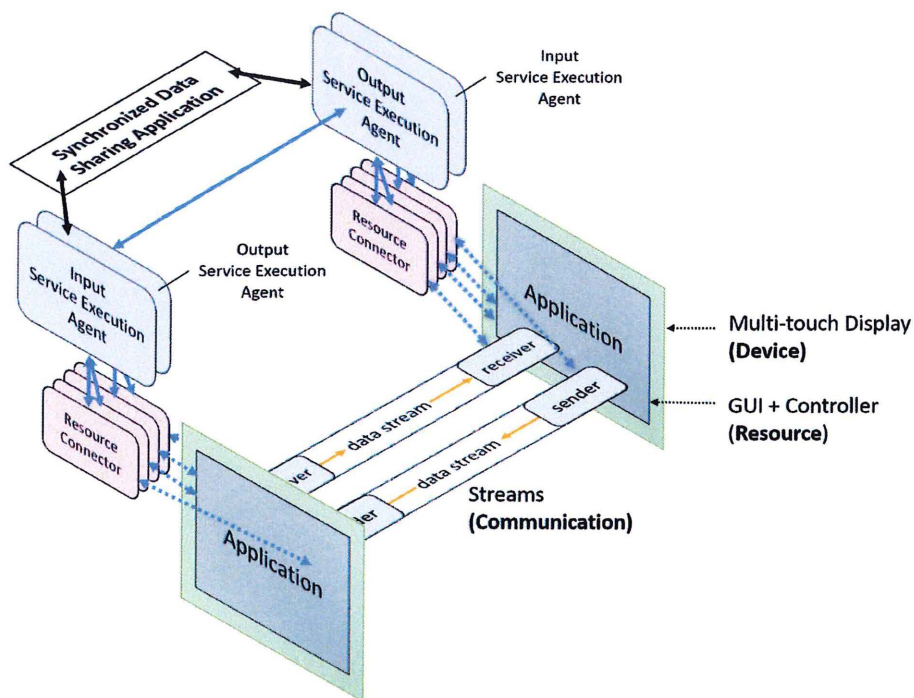 Input
Service Execution
Agent
Output
Service Execution
Agent
Synchronized Data
Sharing Application
Resource
Connector
Output
Service Execution
Agent
Input
Service Execution
Agent
Application
Multi-touch Display
(Device)
receiver
sender
GUI + Controller
(Resource)
data stream
data stream
Resource
Connector
ver
der
Streams
(Communication)
Application